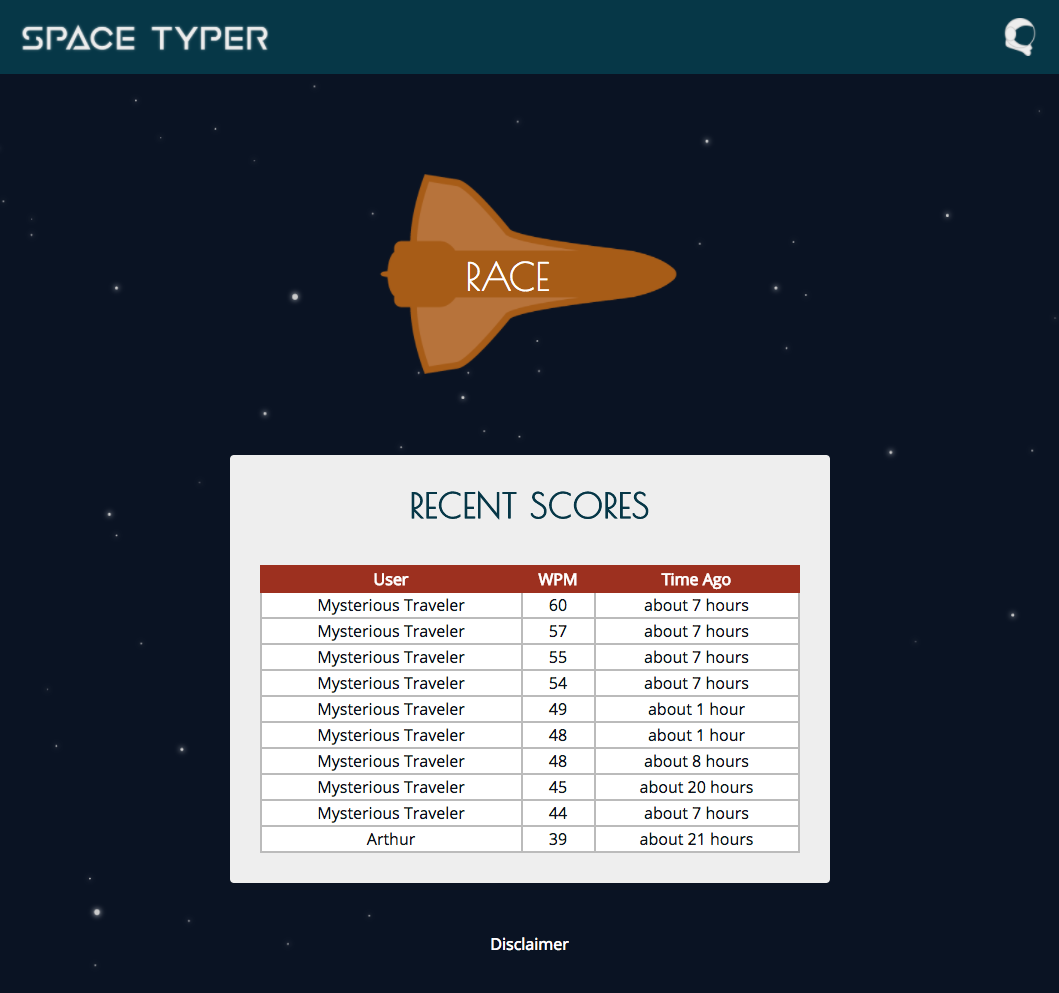 SPACE TYPER
RACE
RECENT SCORES
User WPM Time Ago
Mysterious Traveler 60 about 7 hours
Mysterious Traveler 57 about 7 hours
Mysterious Traveler 55 about 7 hours
Mysterious Traveler 54 about 7 hours
Mysterious Traveler 49 about 1 hour
Mysterious Traveler 48 about 1 hour
Mysterious Traveler 48 about 8 hours
Mysterious Traveler 45 about 20 hours
Mysterious Traveler 44 about 7 hours
Arthur 39 about 21 hours
Disclaimer